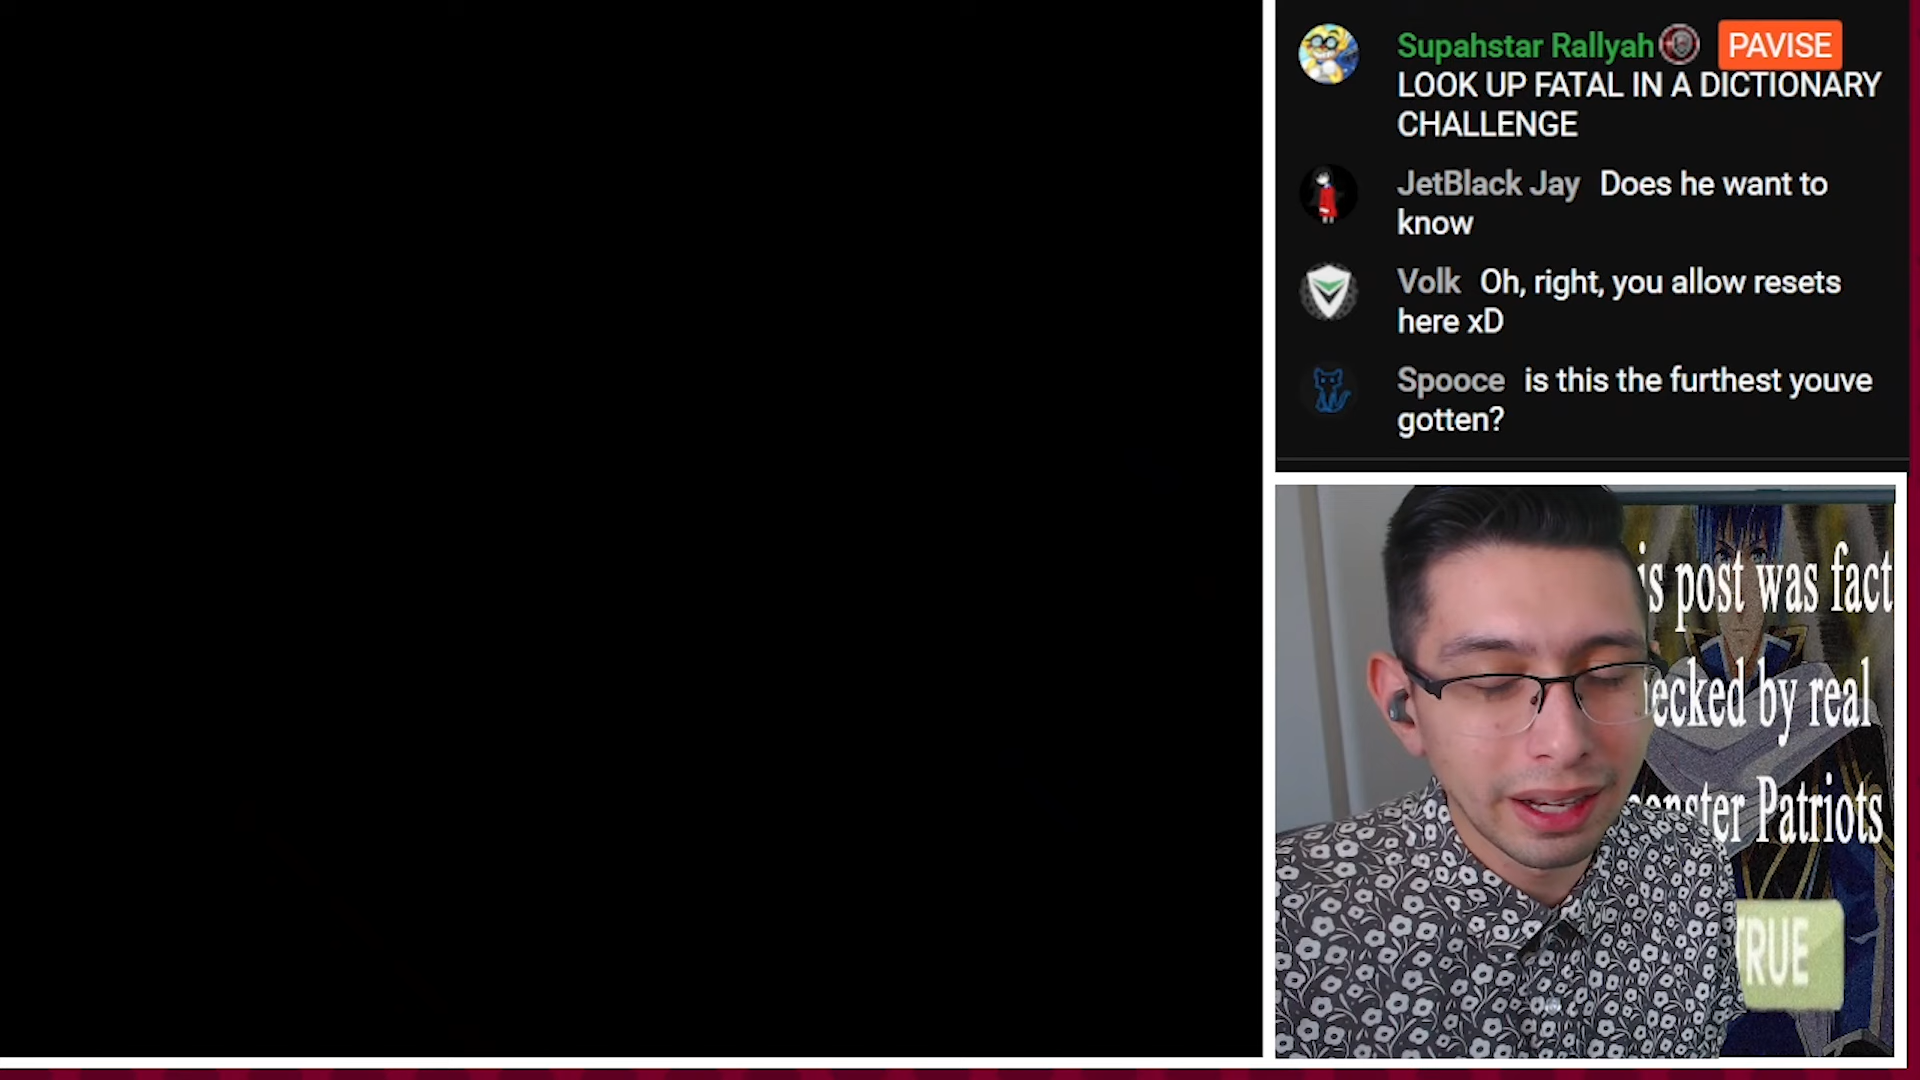 Supahstar Rallyah PAVISE
LOOK UP FATAL IN A DICTIONARY
CHALLENGE
JetBlack Jay Does he want to
know
Volk Oh, right, you allow resets
here xD
Spooce is this the furthest youve
gotten?
is post was fact
ecked by real
Patriots
RUE